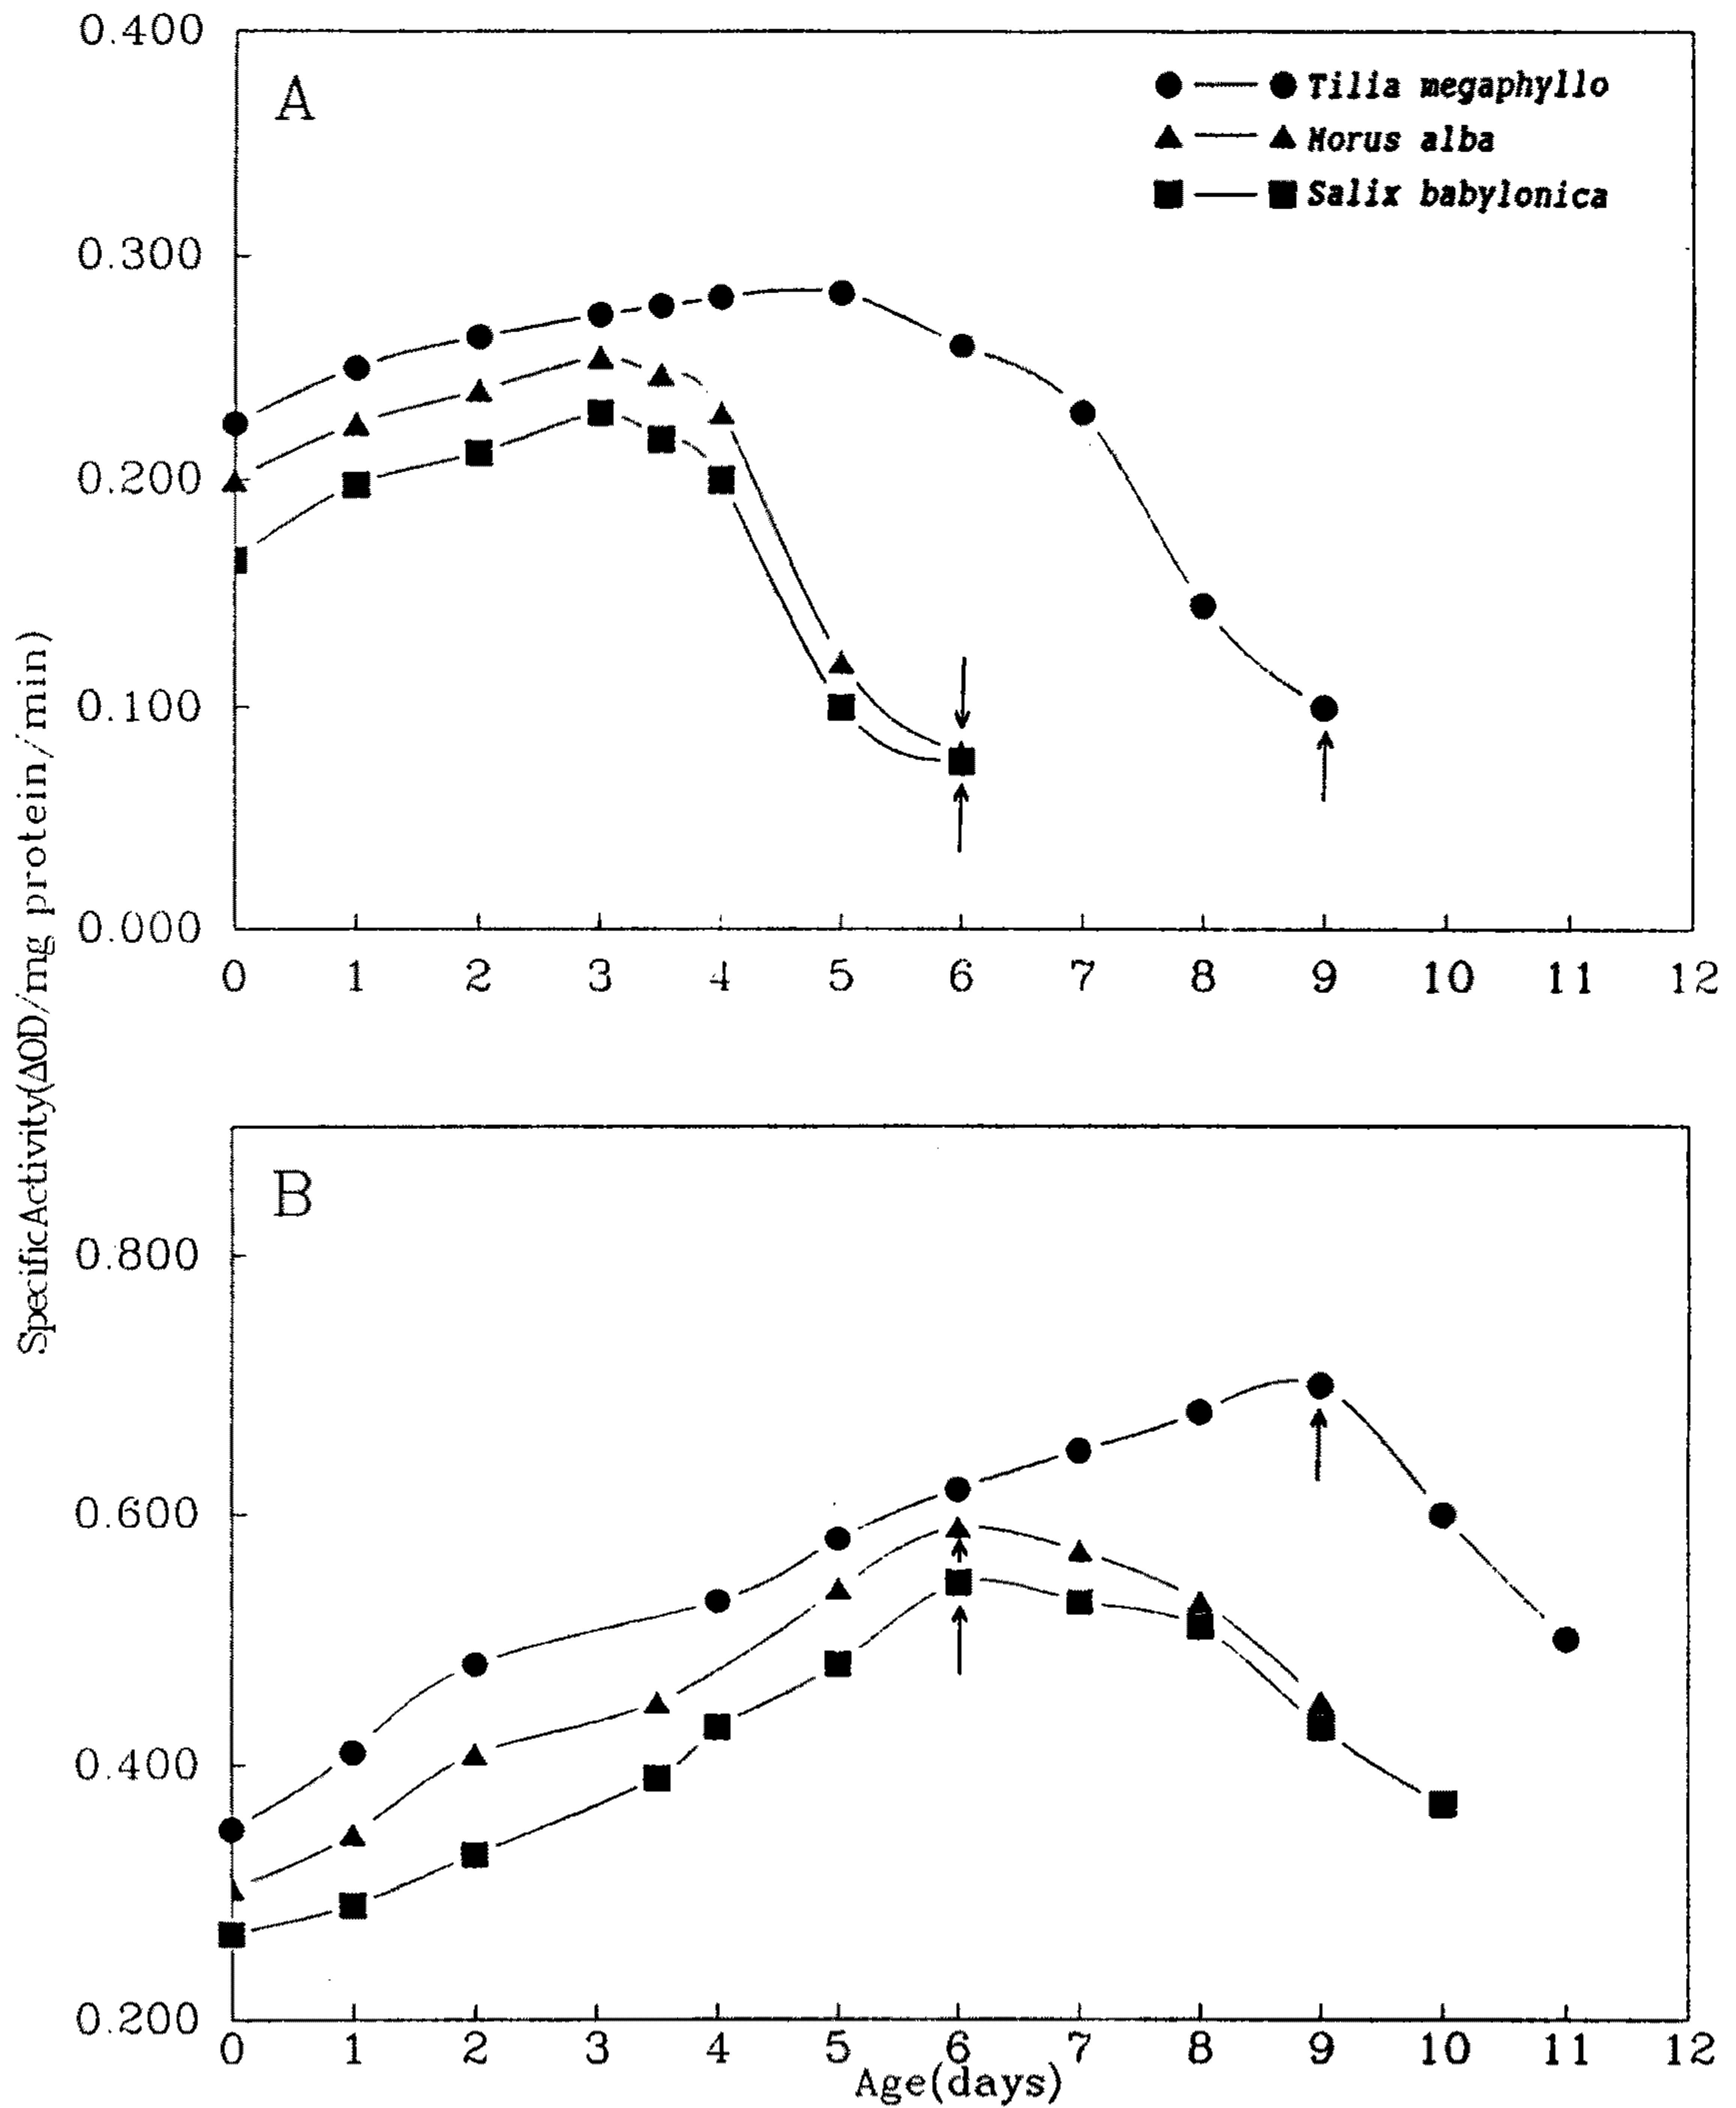 0.400
A
Tilia megaphyllo
Morus alba
Salix babylonica
0.300
0.200
0.100
0.000
0 1 2 3 4 5 6 7 8 9 10 11 12
SpecificActivity(ΔOD/mg protein/min)
B
0.800
0.600
0.400
0.200
0 1 2 3 4 5 6 7 8 9 10 11 12
Age(days)